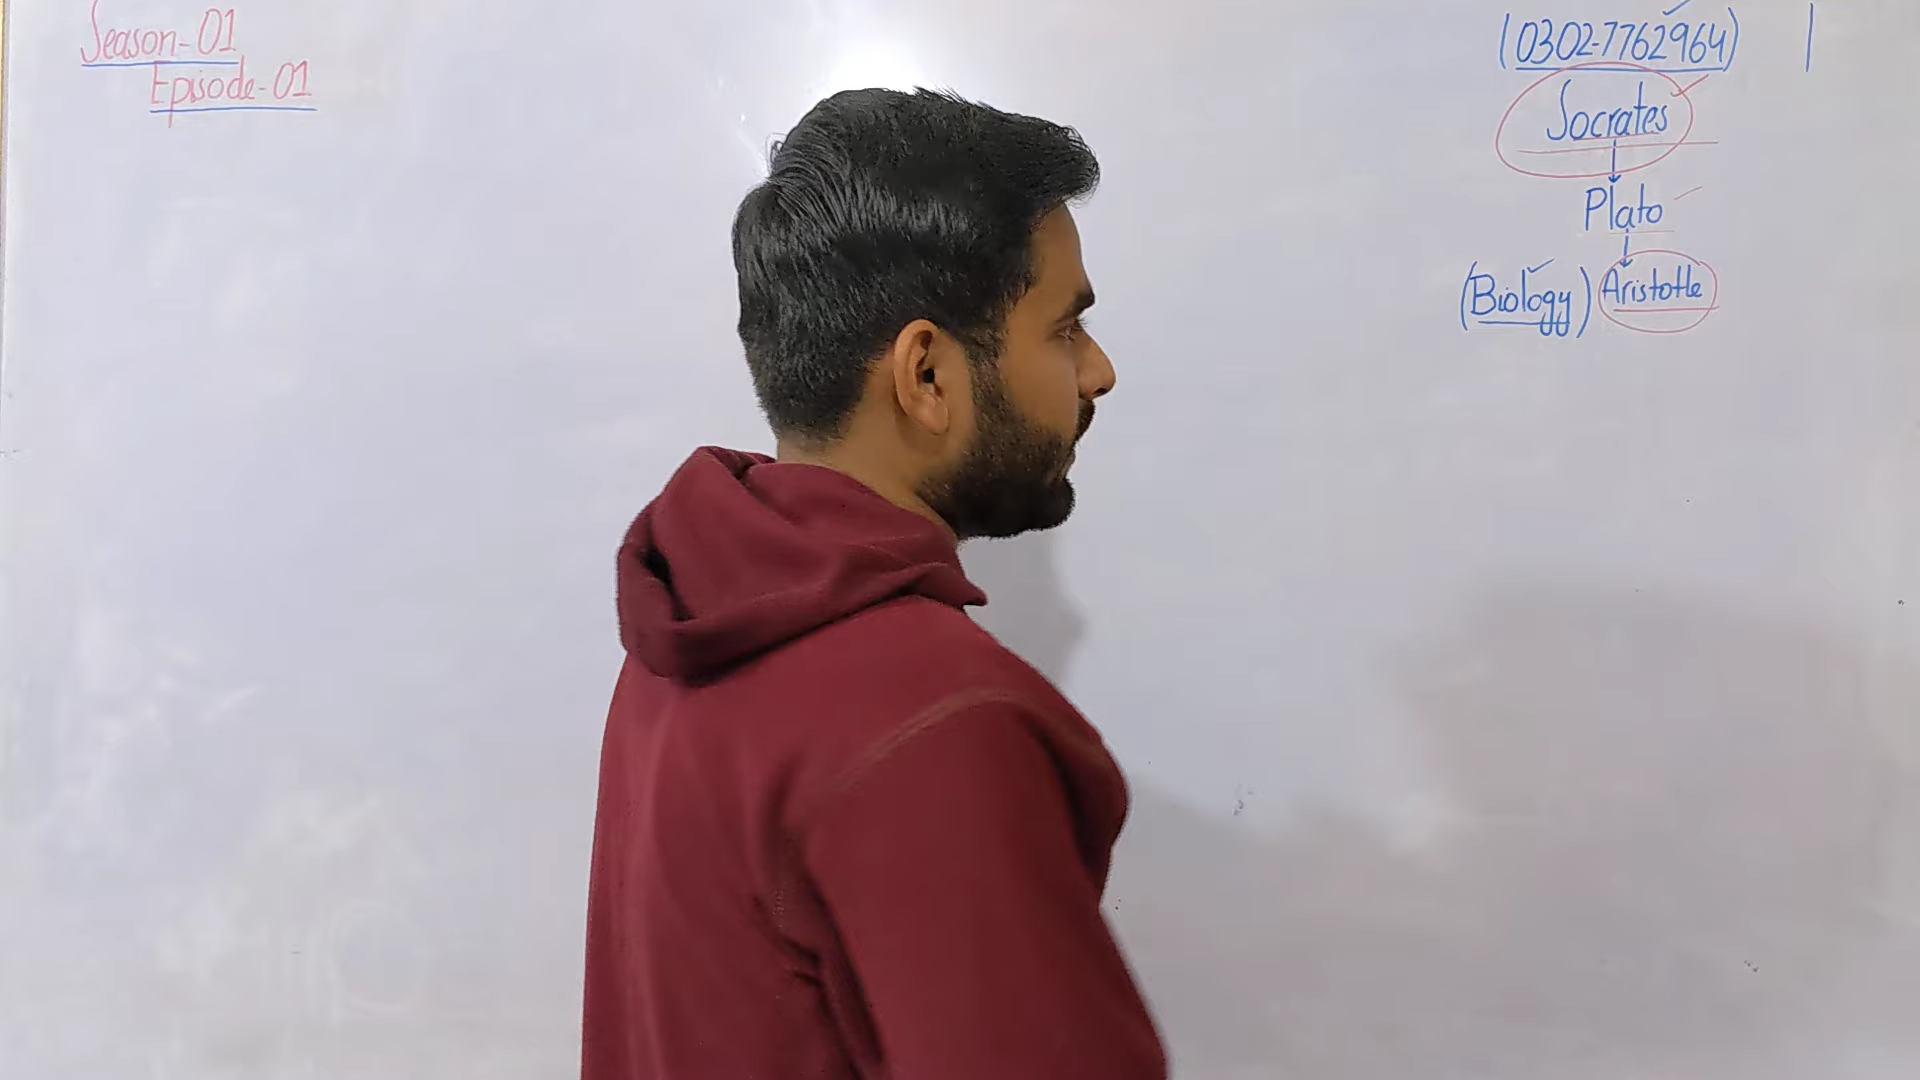 Season-01
Episode-01
(0302-7762964)
Socrates
Plato
(Biology) Aristotle